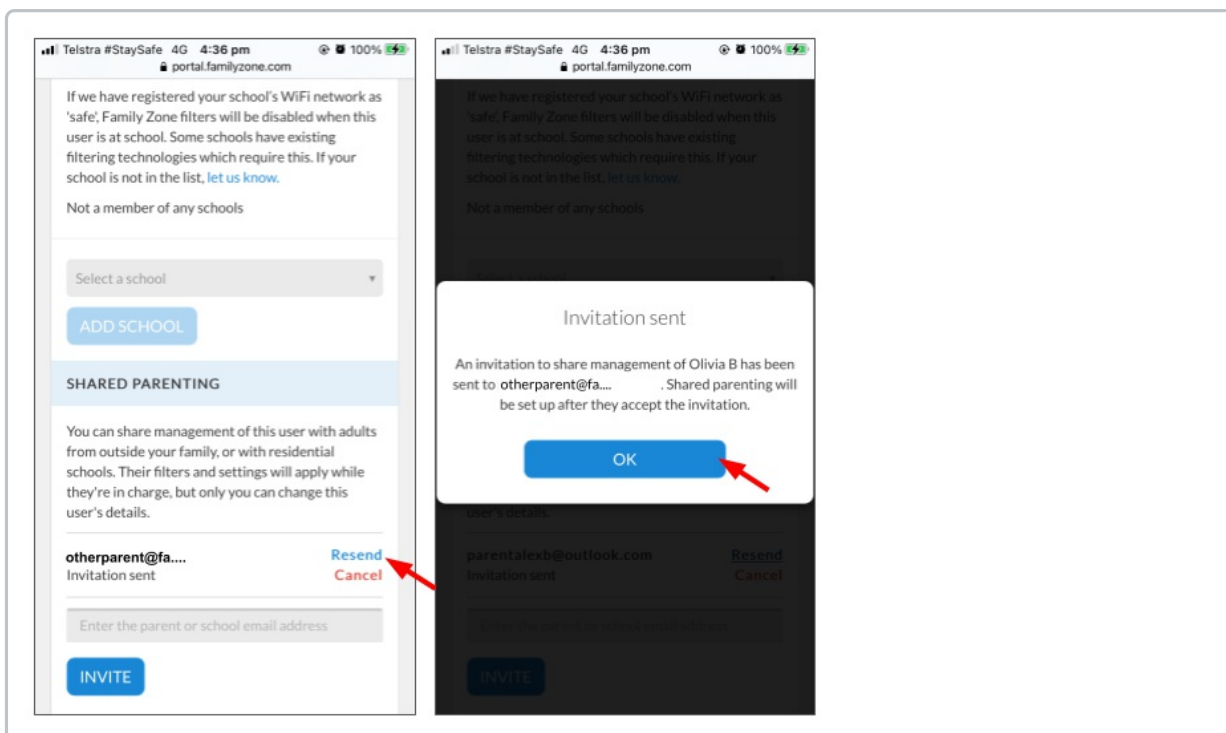 Telstra #StaySafe 4G 4:36 pm 100%
portal.familyzone.com
If we have registered your school's WiFi network as
'safe', Family Zone filters will be disabled when this
user is at school. Some schools have existing
filtering technologies which require this. If your
school is not in the list, let us know.
Not a member of any schools
Select a school
ADD SCHOOL
SHARED PARENTING
You can share management of this user with adults
from outside your family, or with residential
schools. Their filters and settings will apply while
they're in charge, but only you can change this
user's details.
otherparent@fa.... Resend
Invitation sent Cancel
Enter the parent or school email address
INVITE
Telstra #StaySafe 4G 4:36 pm 100%
portal.familyzone.com
If we have registered your school's WiFi network as
'safe', Family Zone filters will be disabled when this
user is at school. Some schools have existing
filtering technologies which require this. If your
school is not in the list, let us know.
Not a member of any schools
Select a school
Invitation sent
An invitation to share management of Olivia B has been
sent to otherparent@fa.... . Shared parenting will
be set up after they accept the invitation.
OK
user's details.
parentalexb@outlook.com Resend
Invitation sent Cancel
Enter the parent or school email address
INVITE